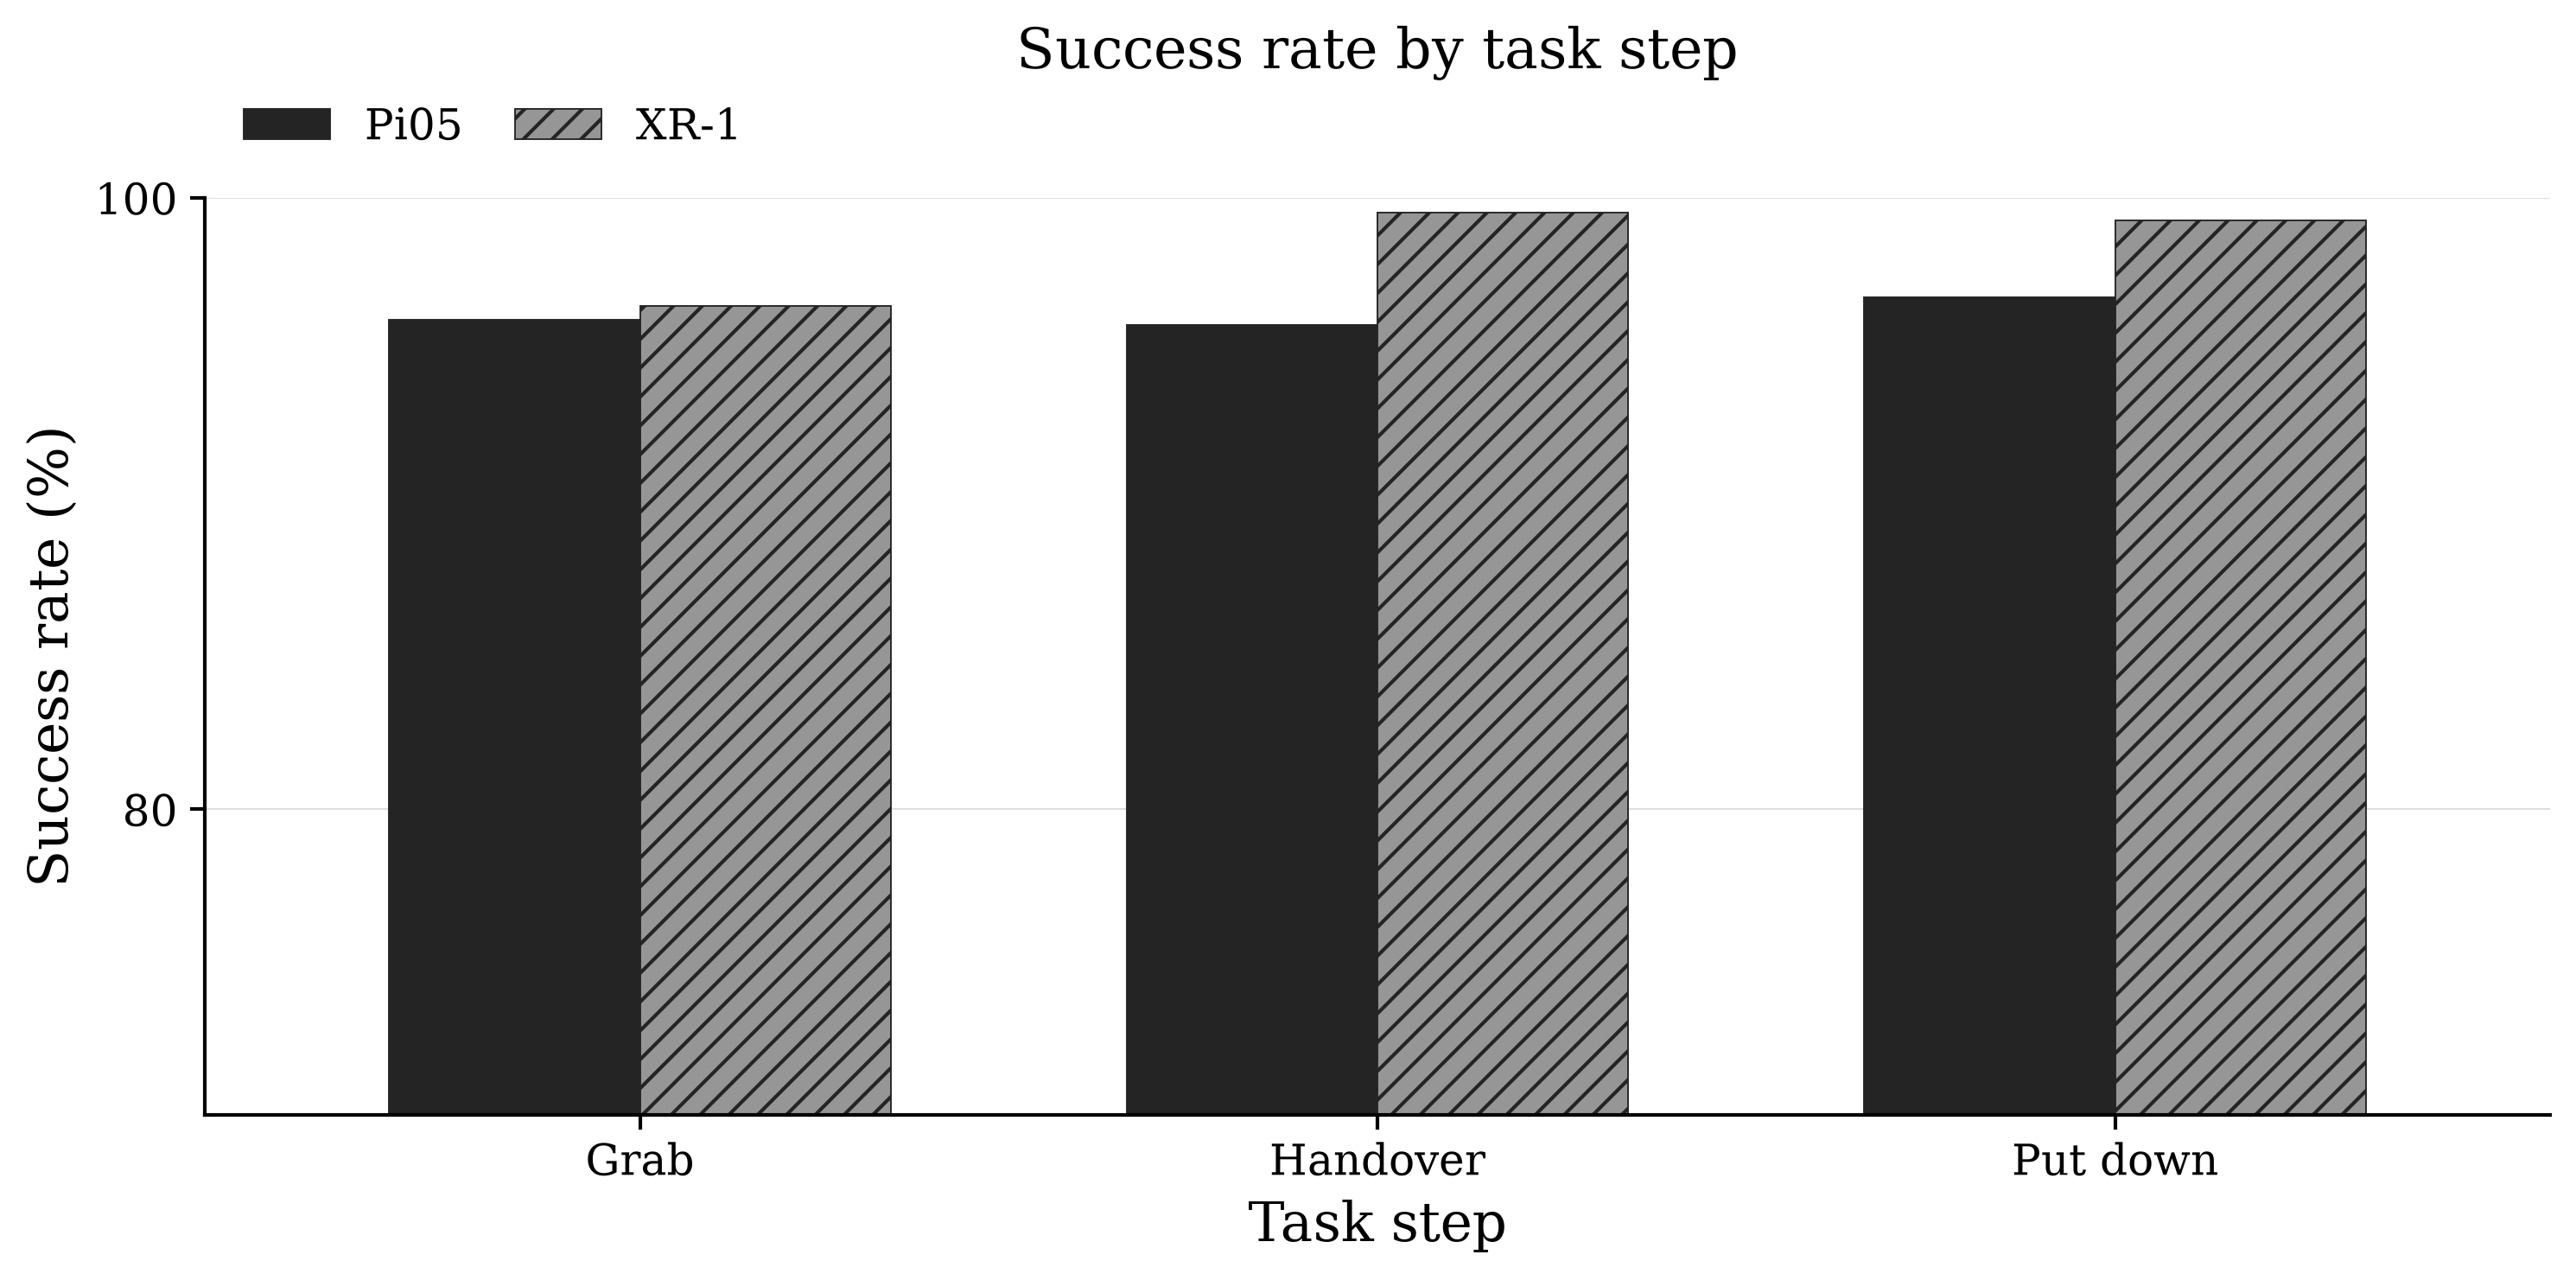 Success rate by task step
Pi05 XR-1
100
80
Success rate (%)
Grab Handover Put down
Task step